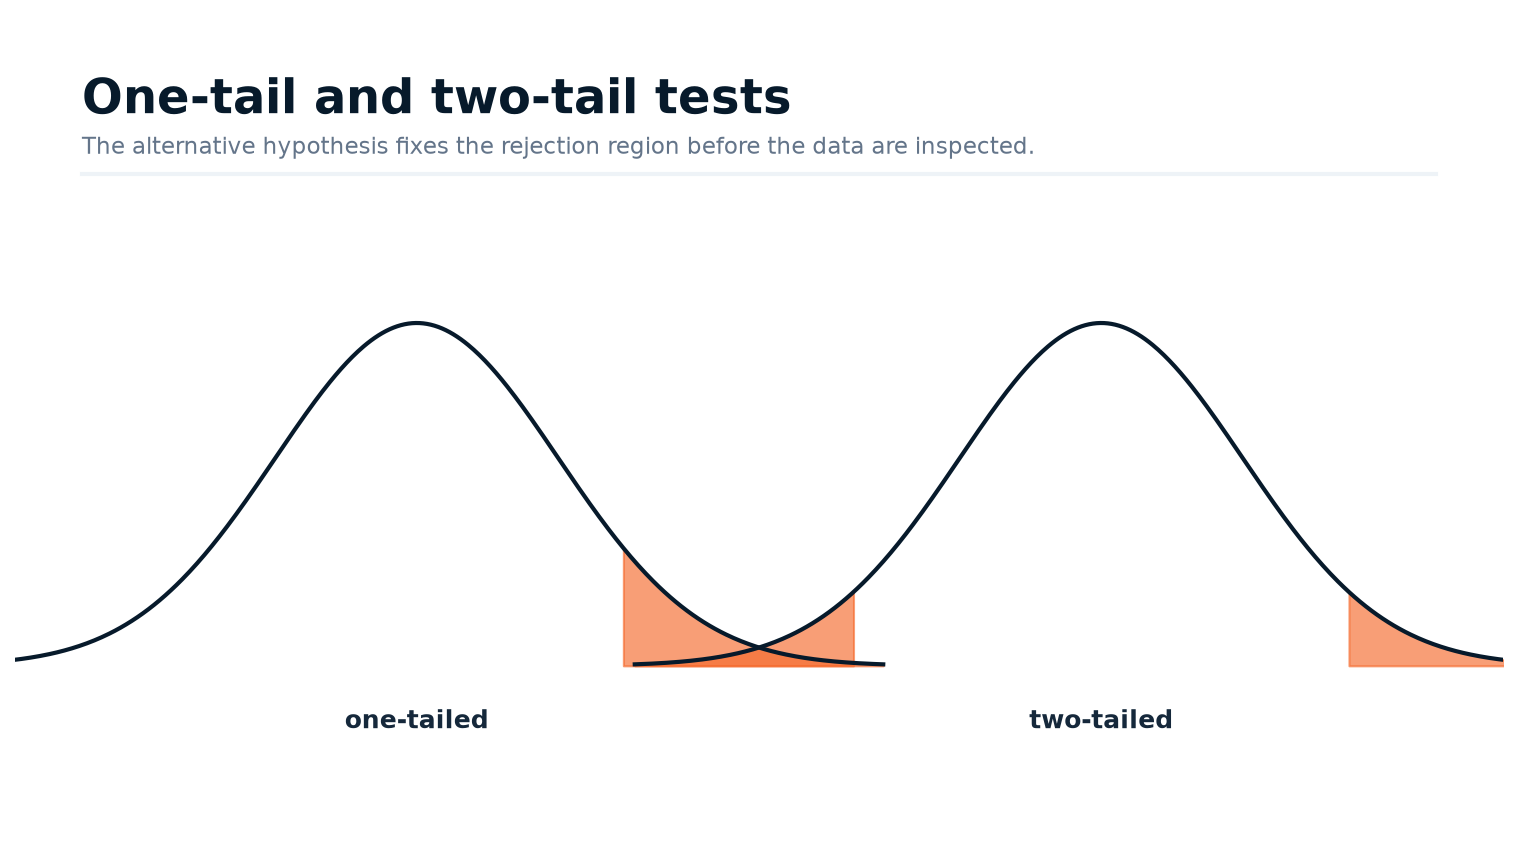 One-tail and two-tail tests
The alternative hypothesis fixes the rejection region before the data are inspected.
one-tailed
two-tailed